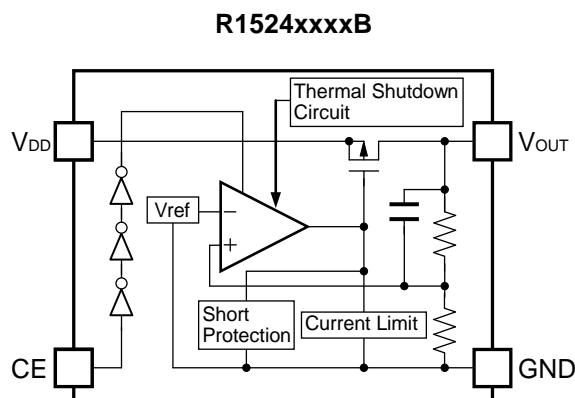 R1524xxxxB
Thermal Shutdown
Circuit
VDD
VOUT
Vref
−
+
Short
Protection
Current Limit
CE
GND